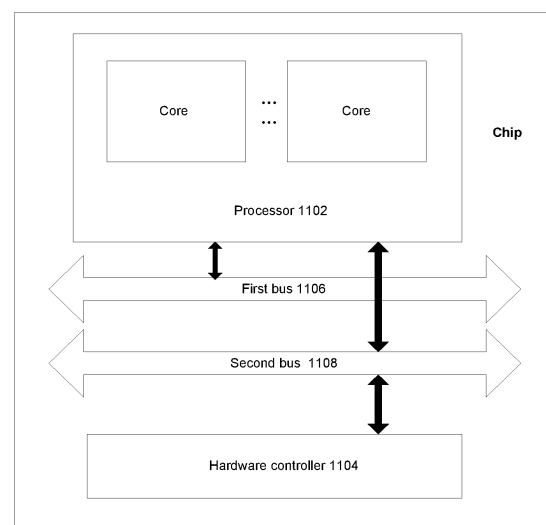 Core
...
...
Core
Chip
Processor 1102
First bus 1106
Second bus 1108
Hardware controller 1104